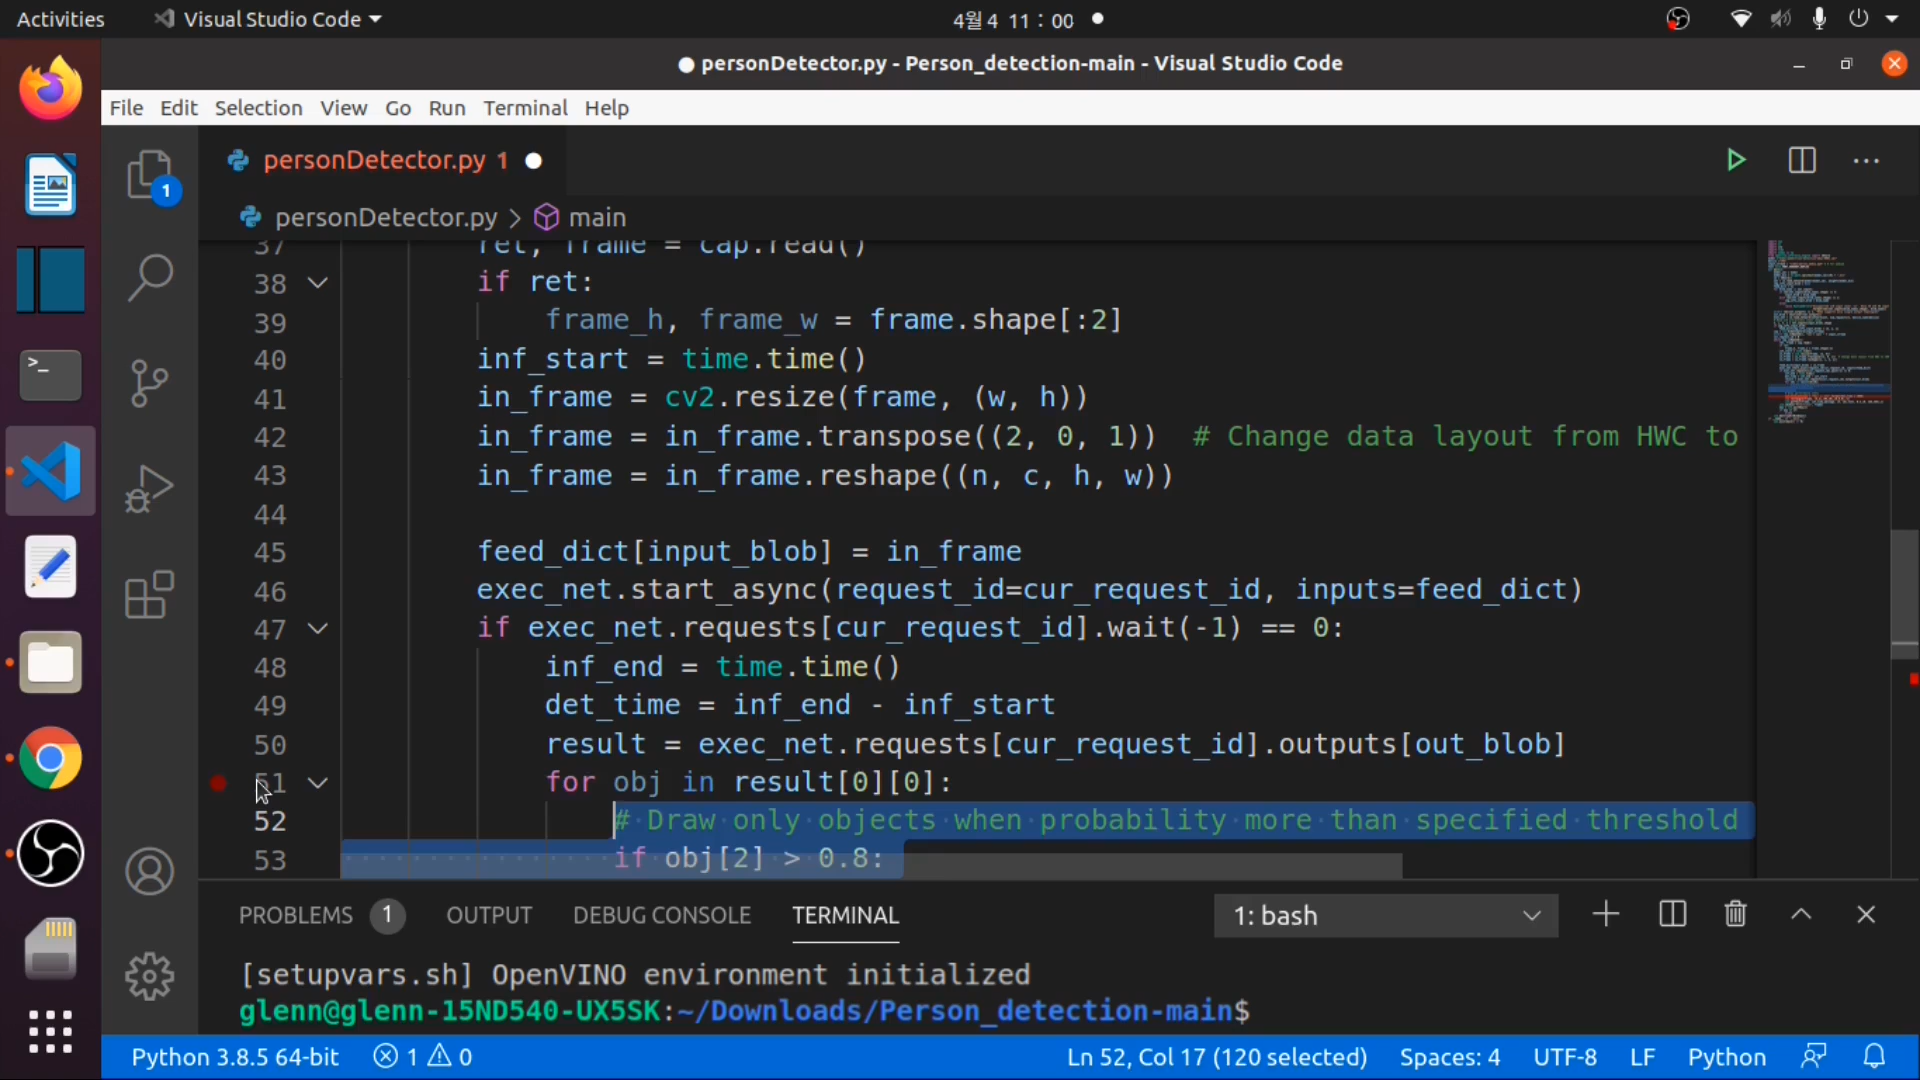 Activities
Visual Studio Code
4월 4 11 : 00
personDetector.py - Person_detection-main - Visual Studio Code
File Edit Selection View Go Run Terminal Help
1
personDetector.py 1
personDetector.py > main
37 ret, frame = cap.read()
38 if ret:
39 frame_h, frame_w = frame.shape[:2]
40 inf_start = time.time()
41 in_frame = cv2.resize(frame, (w, h))
42 in_frame = in_frame.transpose((2, 0, 1))  # Change data layout from HWC to
43 in_frame = in_frame.reshape((n, c, h, w))
44
45 feed_dict[input_blob] = in_frame
46 exec_net.start_async(request_id=cur_request_id, inputs=feed_dict)
47 if exec_net.requests[cur_request_id].wait(-1) == 0:
48 inf_end = time.time()
49 det_time = inf_end - inf_start
50 result = exec_net.requests[cur_request_id].outputs[out_blob]
51 for obj in result[0][0]:
52 # Draw only objects when probability more than specified threshold
53 if obj[2] > 0.8:
PROBLEMS 1 OUTPUT DEBUG CONSOLE TERMINAL 1: bash
[setupvars.sh] OpenVINO environment initialized
glenn@glenn-15ND540-UX5SK:~/Downloads/Person_detection-main$
Python 3.8.5 64-bit 1 0 Ln 52, Col 17 (120 selected) Spaces: 4 UTF-8 LF Python